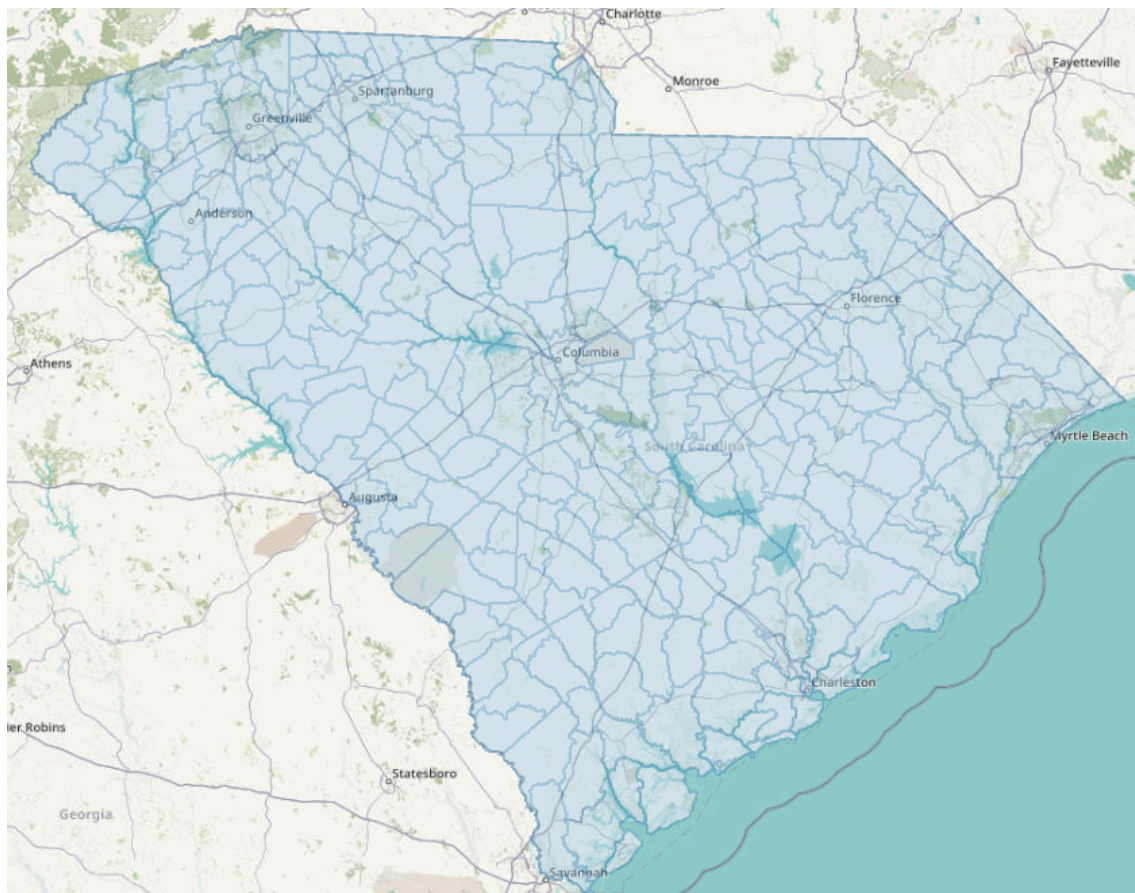 Charlotte
Fayetteville
Monroe
Spartanburg
Greenville
Anderson
Florence
Columbia
Athens
Myrtle Beach
South Carolina
Augusta
Charleston
er Robins
Statesboro
Georgia
Savannah